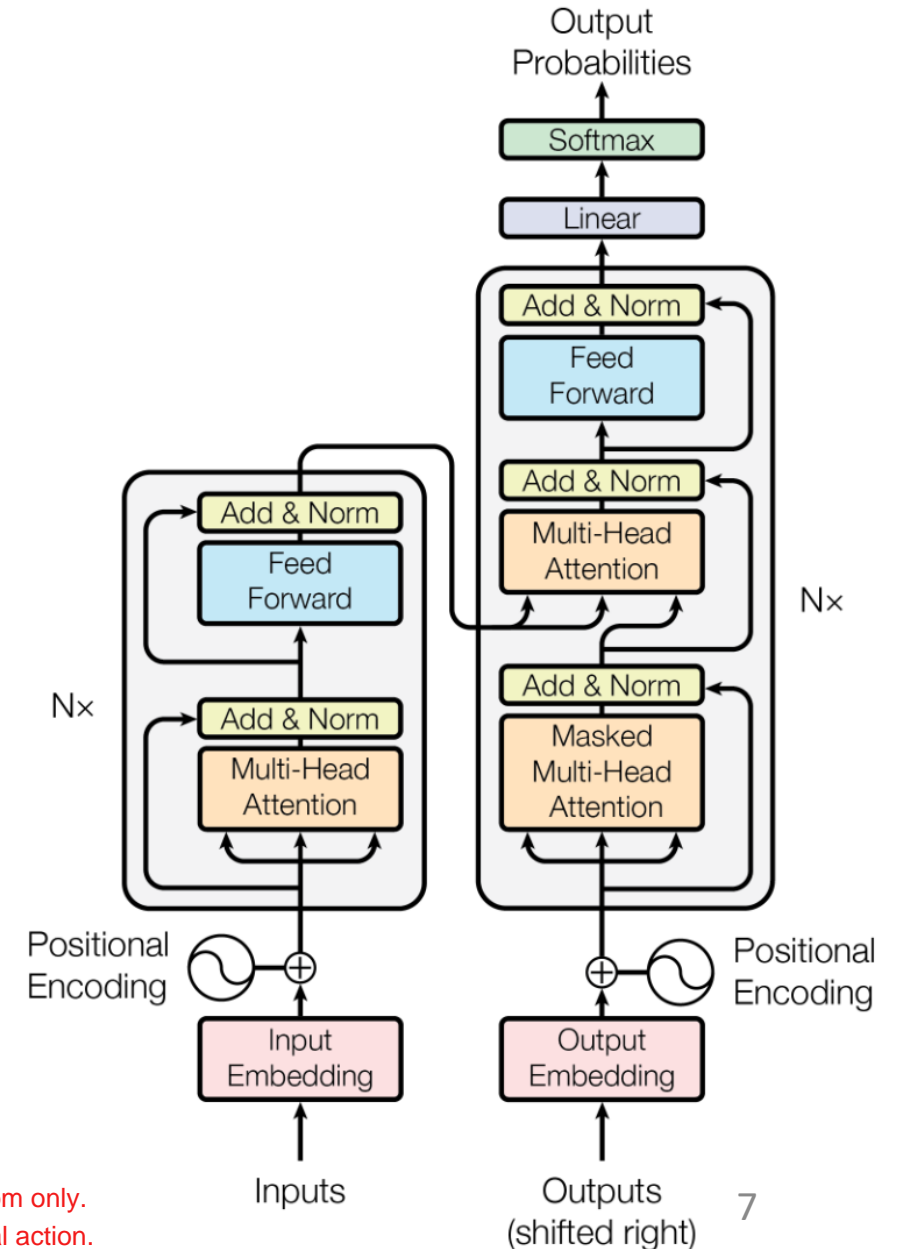 Output
Probabilities
Softmax
Linear
Add & Norm
Feed
Forward
Add & Norm
Multi-Head
Attention
Add & Norm
Masked
Multi-Head
Attention
N×
Add & Norm
Feed
Forward
Add & Norm
Multi-Head
Attention
N×
Positional
Encoding
Positional
Encoding
Input
Embedding
Output
Embedding
Inputs
Outputs
(shifted right)
only.
action.
7